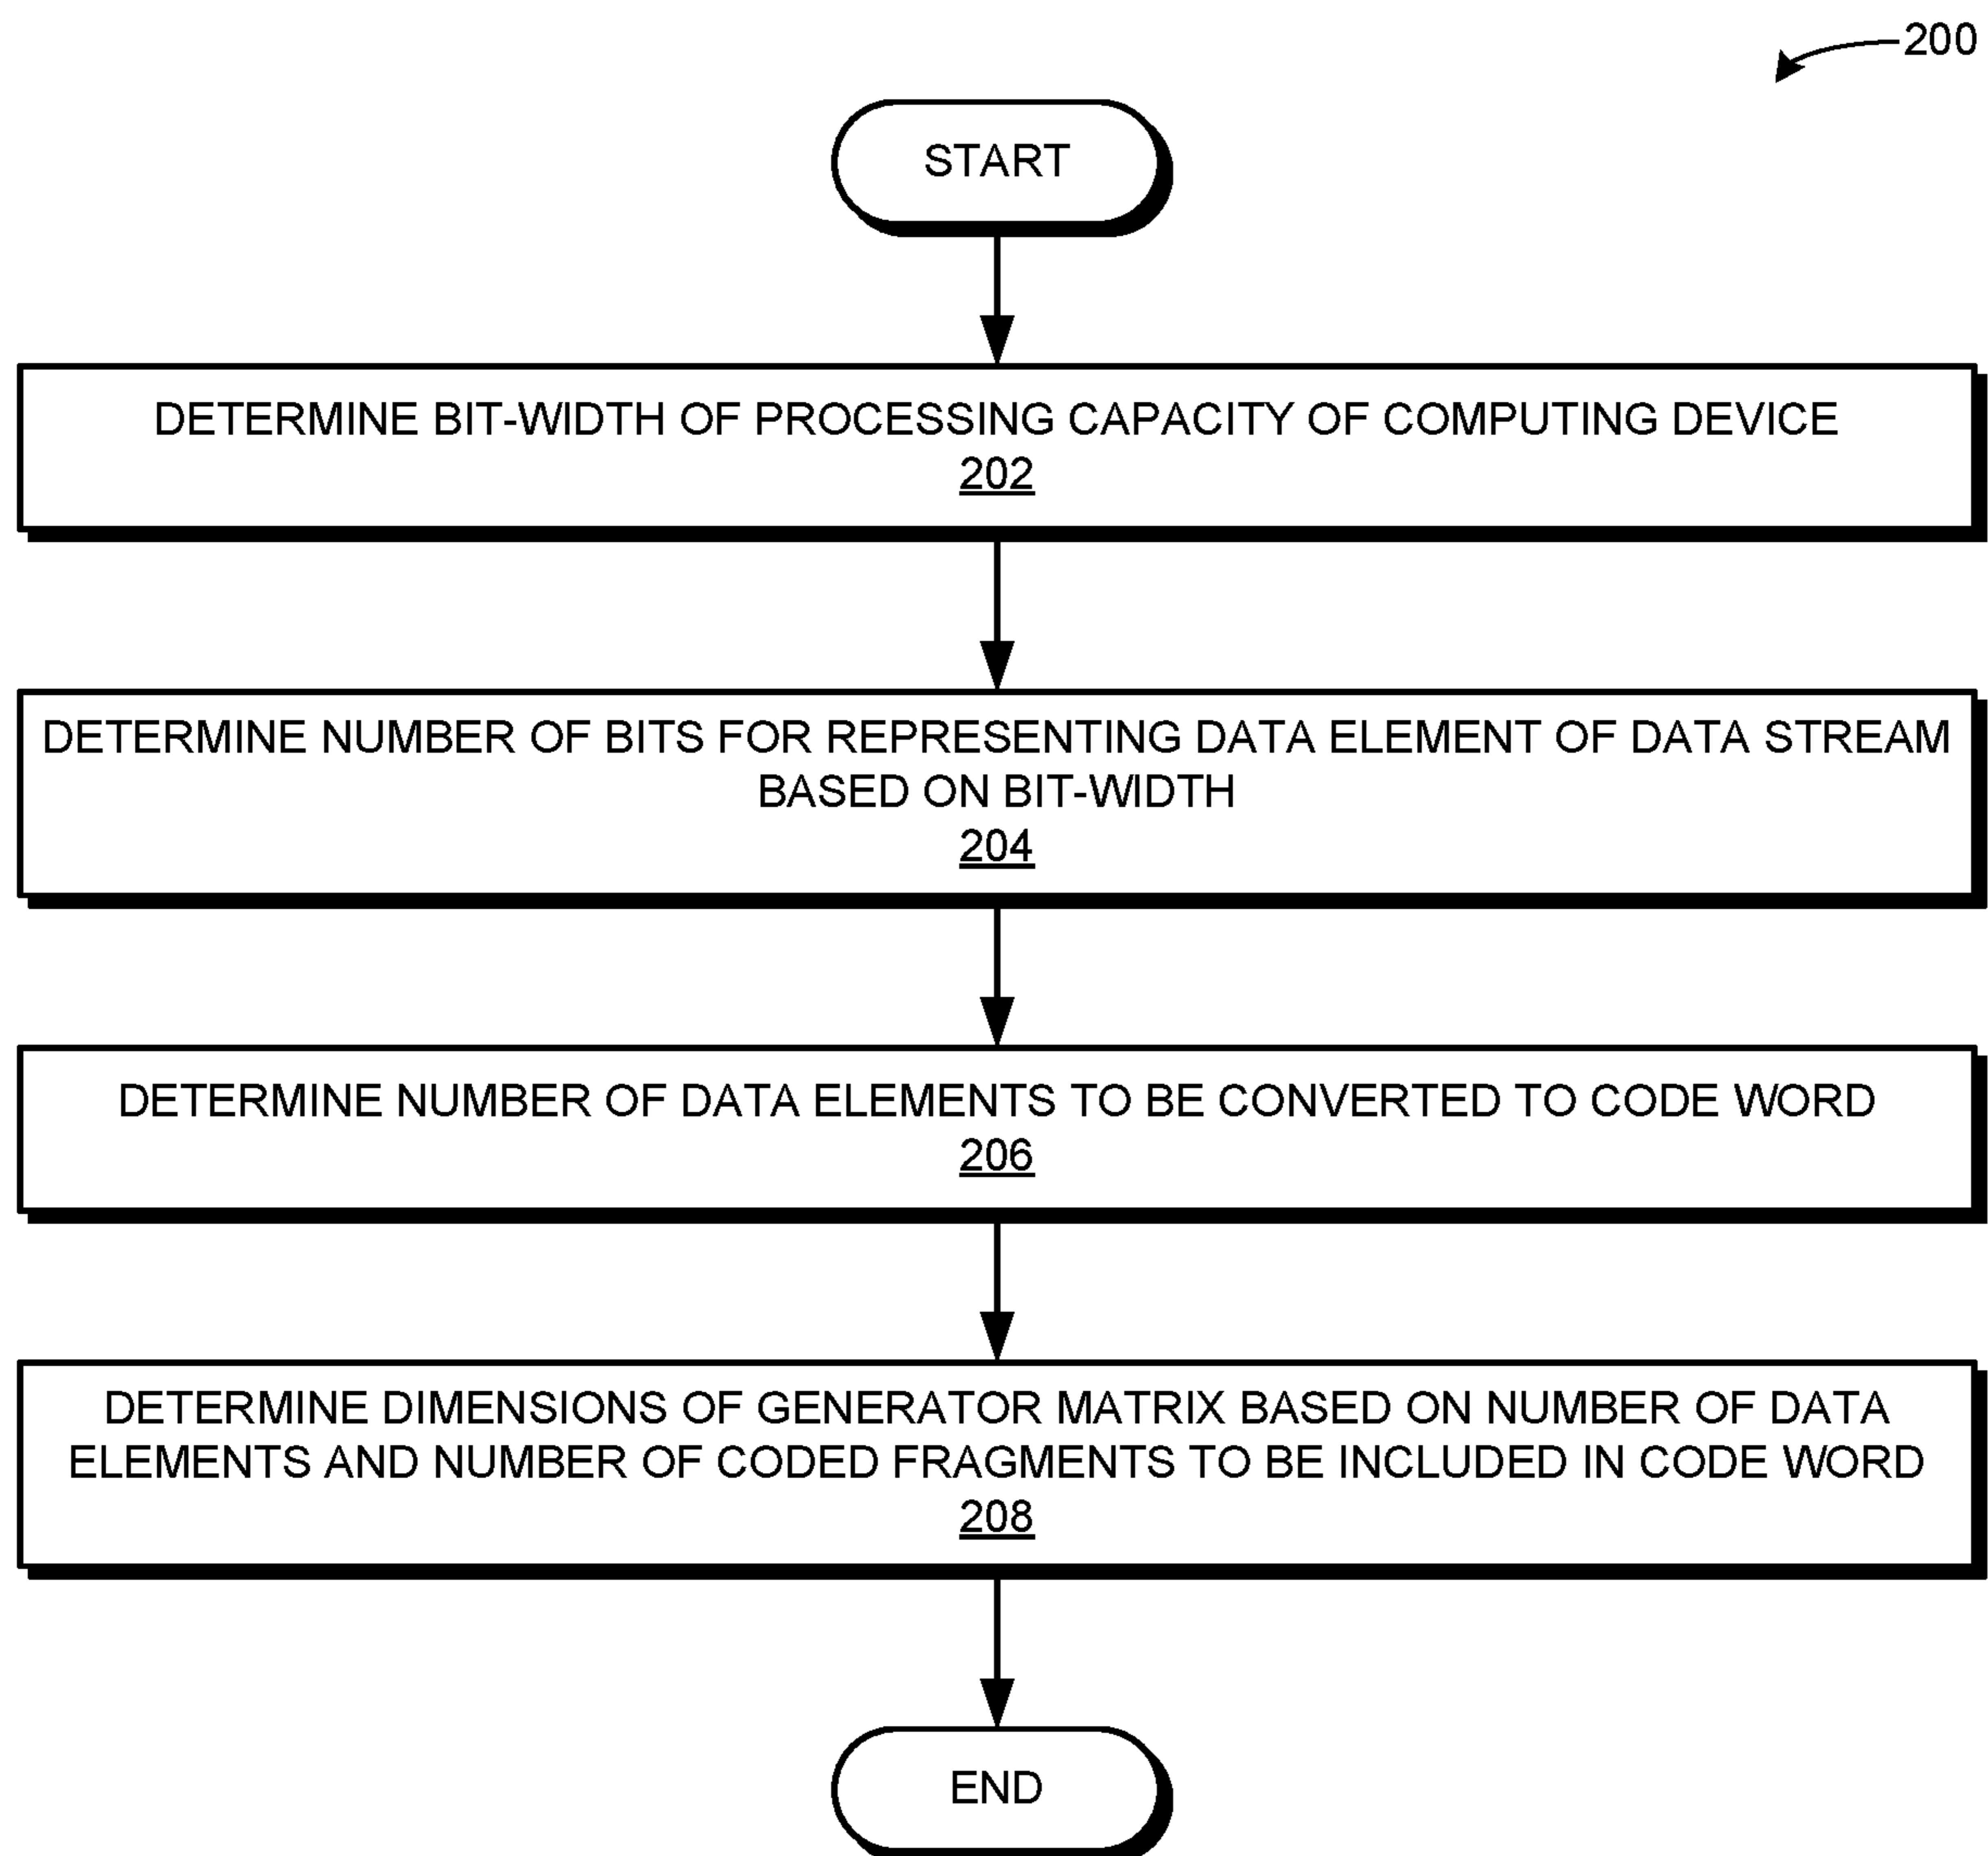 200
START
DETERMINE BIT-WIDTH OF PROCESSING CAPACITY OF COMPUTING DEVICE
202
DETERMINE NUMBER OF BITS FOR REPRESENTING DATA ELEMENT OF DATA STREAM
BASED ON BIT-WIDTH
204
DETERMINE NUMBER OF DATA ELEMENTS TO BE CONVERTED TO CODE WORD
206
DETERMINE DIMENSIONS OF GENERATOR MATRIX BASED ON NUMBER OF DATA
ELEMENTS AND NUMBER OF CODED FRAGMENTS TO BE INCLUDED IN CODE WORD
208
END